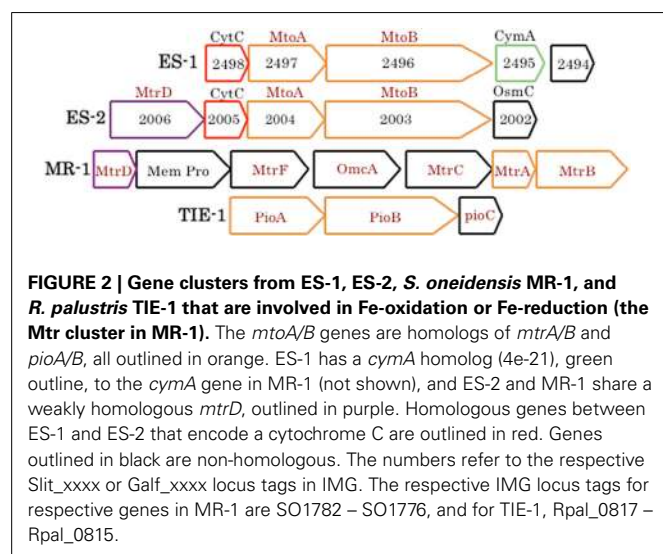 CytC MtoA MtoB CymA
ES-1 2498 2497 2496 2495 2494
MtrD CytC MtoA MtoB OsmC
ES-2 2006 2005 2004 2003 2002
MR-1 MtrD Mem Pro MtrF OmcA MtrC MtrA MtrB
TIE-1 PioA PioB pioC
FIGURE 2 | Gene clusters from ES-1, ES-2, S. oneidensis MR-1, and
R. palustris TIE-1 that are involved in Fe-oxidation or Fe-reduction (the
Mtr cluster in MR-1). The mtoA/B genes are homologs of mtrA/B and
pioA/B, all outlined in orange. ES-1 has a cymA homolog (4e-21), green
outline, to the cymA gene in MR-1 (not shown), and ES-2 and MR-1 share a
weakly homologous mtrD, outlined in purple. Homologous genes between
ES-1 and ES-2 that encode a cytochrome C are outlined in red. Genes
outlined in black are non-homologous. The numbers refer to the respective
Slit_xxxx or Galf_xxxx locus tags in IMG. The respective IMG locus tags for
respective genes in MR-1 are SO1782 – SO1776, and for TIE-1, Rpal_0817 –
Rpal_0815.